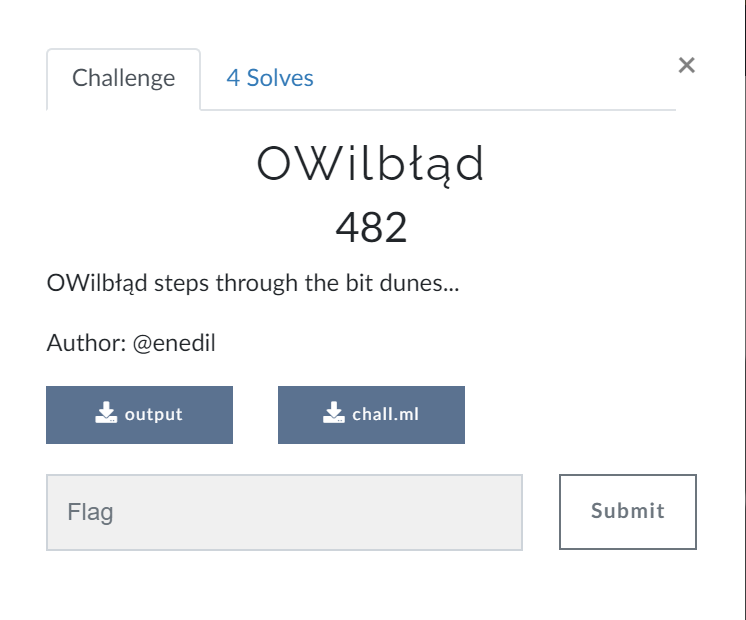 Challenge
4 Solves
×
OWilbłąd
482
OWilbłąd steps through the bit dunes...
Author: @enedil
output
chall.ml
Flag
Submit